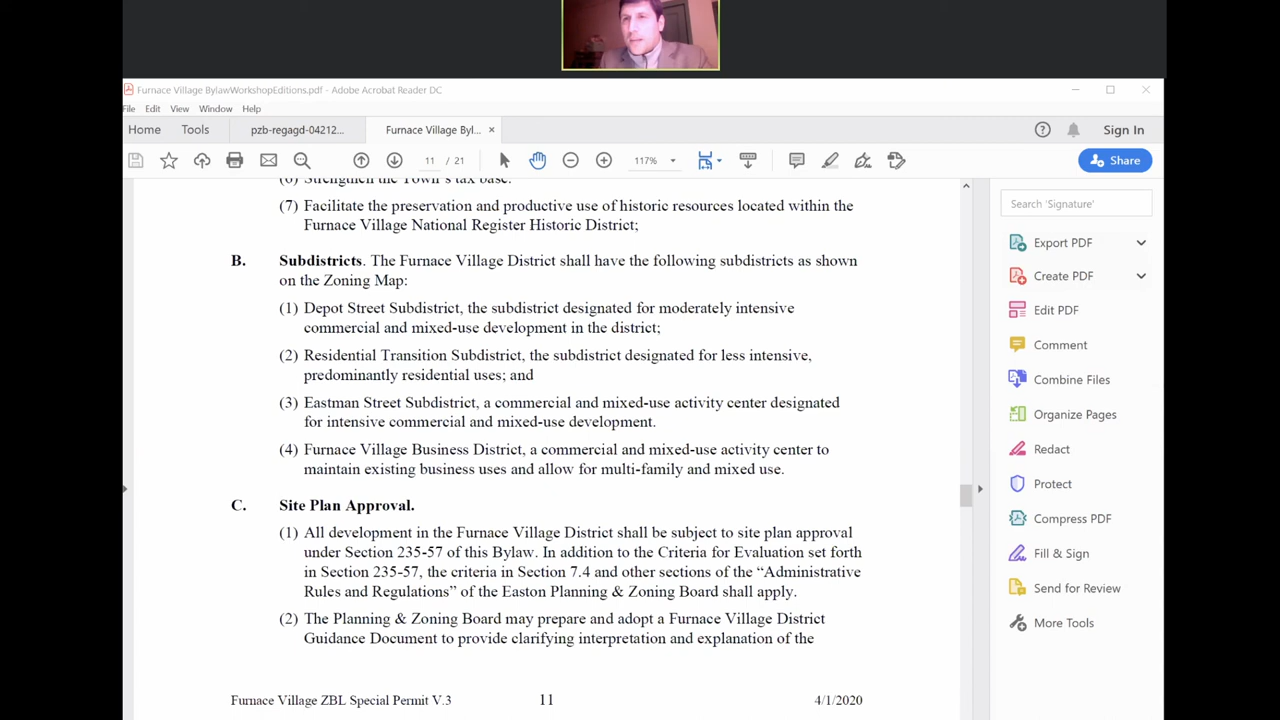 Furnace Village BylawWorkshopEditions.pdf - Adobe Acrobat Reader DC
File Edit View Window Help
Home Tools pzb-regagd-04212... Furnace Village Byl... ×
Sign In
11 / 21 117% Share
(6) Strengthen the Town's tax base.
(7) Facilitate the preservation and productive use of historic resources located within the
Furnace Village National Register Historic District;
B. Subdistricts. The Furnace Village District shall have the following subdistricts as shown
on the Zoning Map:
(1) Depot Street Subdistrict, the subdistrict designated for moderately intensive
commercial and mixed-use development in the district;
(2) Residential Transition Subdistrict, the subdistrict designated for less intensive,
predominantly residential uses; and
(3) Eastman Street Subdistrict, a commercial and mixed-use activity center designated
for intensive commercial and mixed-use development.
(4) Furnace Village Business District, a commercial and mixed-use activity center to
maintain existing business uses and allow for multi-family and mixed use.
C. Site Plan Approval.
(1) All development in the Furnace Village District shall be subject to site plan approval
under Section 235-57 of this Bylaw. In addition to the Criteria for Evaluation set forth
in Section 235-57, the criteria in Section 7.4 and other sections of the “Administrative
Rules and Regulations” of the Easton Planning & Zoning Board shall apply.
(2) The Planning & Zoning Board may prepare and adopt a Furnace Village District
Guidance Document to provide clarifying interpretation and explanation of the
Furnace Village ZBL Special Permit V.3 11 4/1/2020
Search 'Signature'
Export PDF
Create PDF
Edit PDF
Comment
Combine Files
Organize Pages
Redact
Protect
Compress PDF
Fill & Sign
Send for Review
More Tools